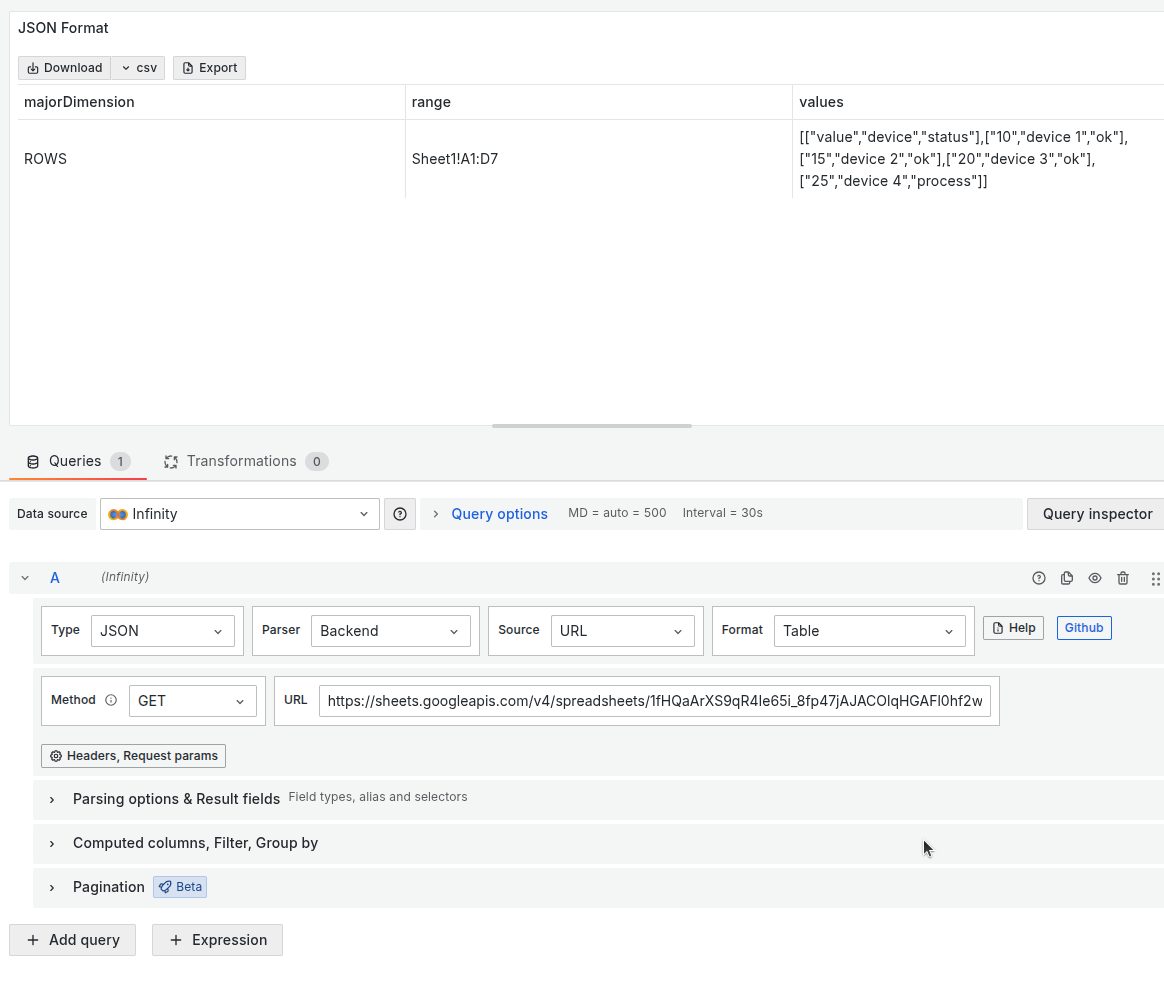 JSON Format
Download csv Export
majorDimension range values
[["value","device","status"],["10","device 1","ok"],
ROWS Sheet1!A1:D7 ["15","device 2","ok"],["20","device 3","ok"],
["25","device 4","process"]]
Queries 1 Transformations 0
Data source Infinity Query options MD = auto = 500 Interval = 30s Query inspector
A (Infinity)
Type JSON Parser Backend Source URL Format Table Help Github
Method GET URL https://sheets.googleapis.com/v4/spreadsheets/1fHQaArXS9qR4le65i_8fp47jAJACOlqHGAFl0hf2w
Headers, Request params
Parsing options & Result fields Field types, alias and selectors
Computed columns, Filter, Group by
Pagination Beta
Add query Expression